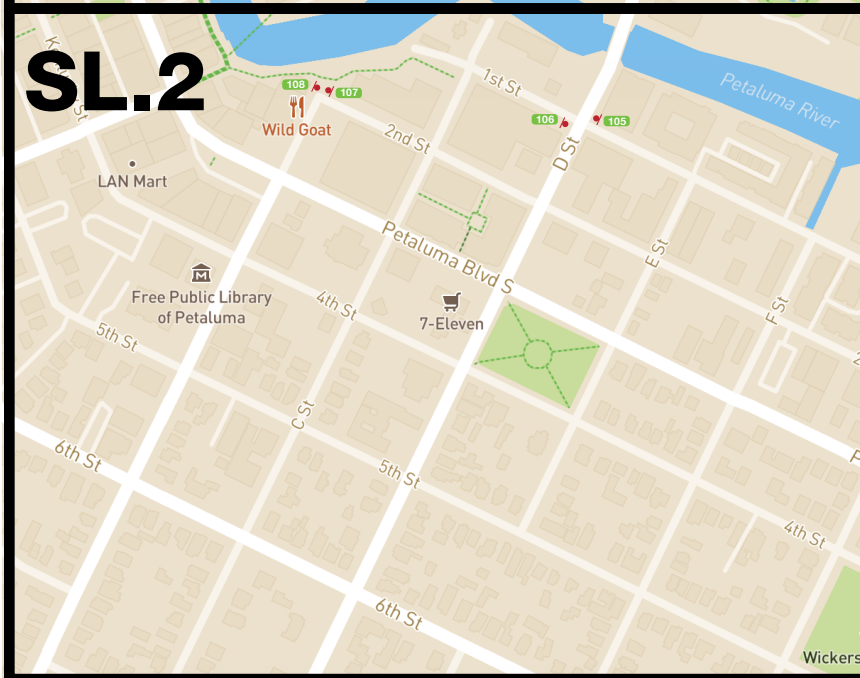 SL.2
108
107
Wild Goat
1st St
106
105
Petaluma River
2nd St
D St
LAN Mart
Petaluma Blvd S
E St
Free Public Library
of Petaluma
4th St
7-Eleven
F St
5th St
C St
6th St
5th St
4th St
6th St
Wickers